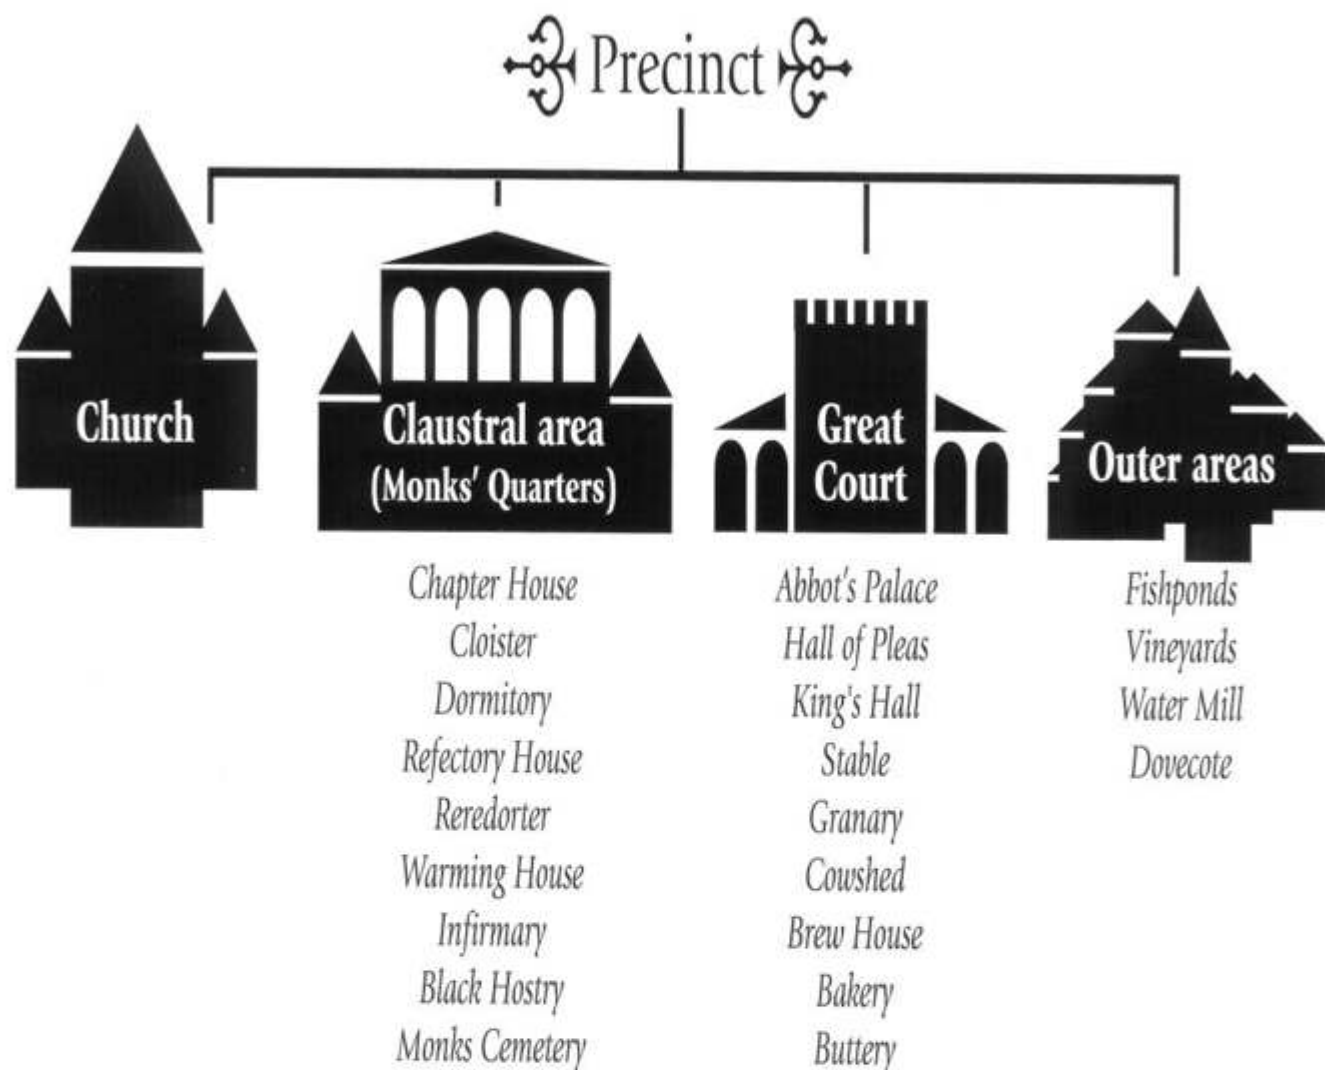 Precinct
Church
Claustral area
(Monks' Quarters)
Great
Court
Outer areas
Chapter House
Cloister
Dormitory
Refectory House
Reredorter
Warming House
Infirmary
Black Hostry
Monks Cemetery
Abbot's Palace
Hall of Pleas
King's Hall
Stable
Granary
Cowshed
Brew House
Bakery
Buttery
Fishponds
Vineyards
Water Mill
Dovecote